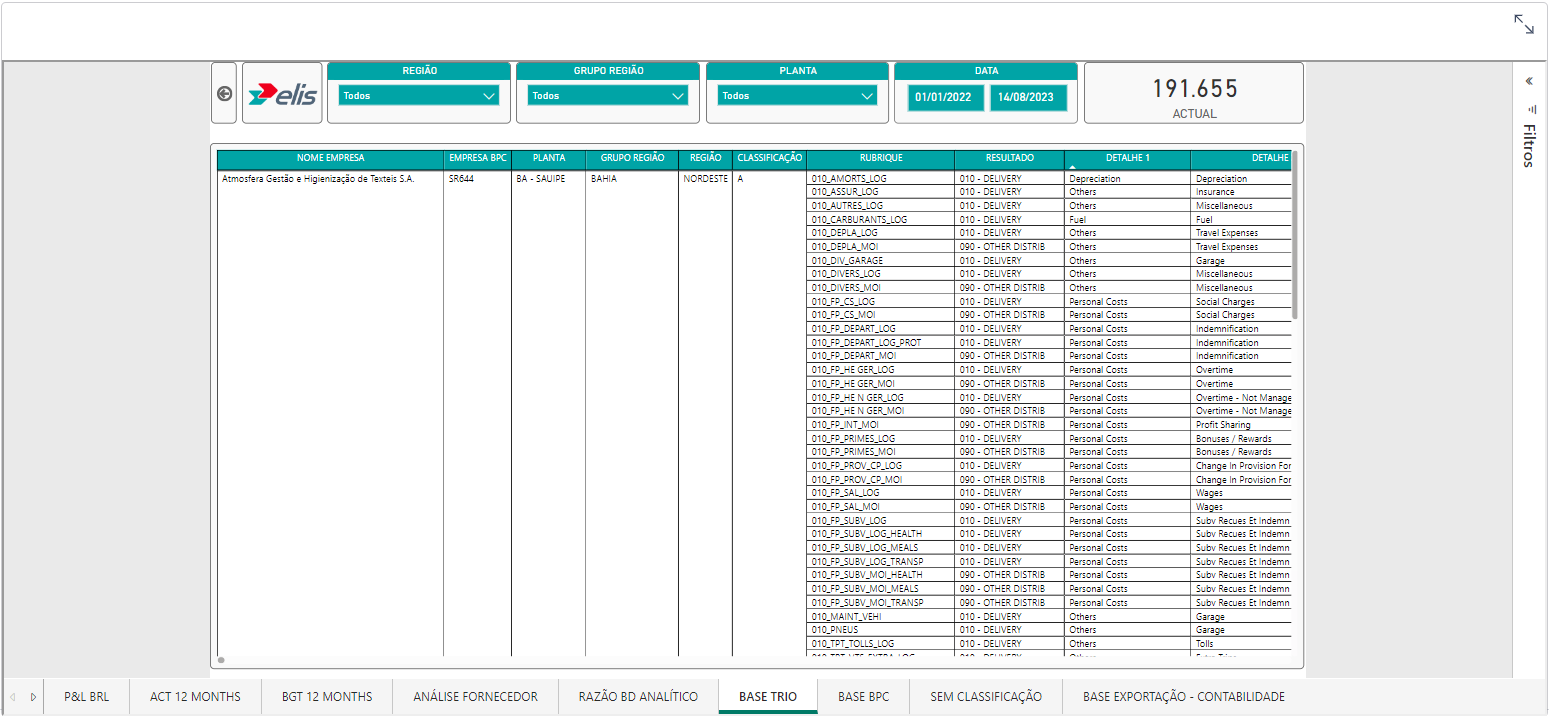 REGIÃO GRUPO REGIÃO PLANTA DATA
elis Todos Todos Todos 01/01/2022 14/08/2023 191.655
ACTUAL
Filtros
NOME EMPRESA EMPRESA BPC PLANTA GRUPO REGIÃO REGIÃO CLASSIFICAÇÃO RUBRIQUE RESULTADO DETALHE 1 DETALHE
Atmosfera Gestão e Higienização de Texteis S.A. SR644 BA - SAUIPE BAHIA NORDESTE A 010_AMORTS_LOG 010 - DELIVERY Depreciation Depreciation
010_ASSUR_LOG 010 - DELIVERY Others Insurance
010_AUTRES_LOG 010 - DELIVERY Others Miscellaneous
010_CARBURANTS_LOG 010 - DELIVERY Fuel Fuel
010_DEPLA_LOG 010 - DELIVERY Others Travel Expenses
010_DEPLA_MOI 090 - OTHER DISTRIB Others Travel Expenses
010_DIV_GARAGE 010 - DELIVERY Others Garage
010_DIVERS_LOG 010 - DELIVERY Others Miscellaneous
010_DIVERS_MOI 090 - OTHER DISTRIB Others Miscellaneous
010_FP_CS_LOG 010 - DELIVERY Personal Costs Social Charges
010_FP_CS_MOI 090 - OTHER DISTRIB Personal Costs Social Charges
010_FP_DEPART_LOG 010 - DELIVERY Personal Costs Indemnification
010_FP_DEPART_LOG_PROT 010 - DELIVERY Personal Costs Indemnification
010_FP_DEPART_MOI 090 - OTHER DISTRIB Personal Costs Indemnification
010_FP_HE GER_LOG 010 - DELIVERY Personal Costs Overtime
010_FP_HE GER_MOI 090 - OTHER DISTRIB Personal Costs Overtime
010_FP_HE N GER_LOG 010 - DELIVERY Personal Costs Overtime - Not Manage
010_FP_HE N GER_MOI 090 - OTHER DISTRIB Personal Costs Overtime - Not Manage
010_FP_INT_MOI 090 - OTHER DISTRIB Personal Costs Profit Sharing
010_FP_PRIMES_LOG 010 - DELIVERY Personal Costs Bonuses / Rewards
010_FP_PRIMES_MOI 090 - OTHER DISTRIB Personal Costs Bonuses / Rewards
010_FP_PROV_CP_LOG 010 - DELIVERY Personal Costs Change In Provision For
010_FP_PROV_CP_MOI 090 - OTHER DISTRIB Personal Costs Change In Provision For
010_FP_SAL_LOG 010 - DELIVERY Personal Costs Wages
010_FP_SAL_MOI 090 - OTHER DISTRIB Personal Costs Wages
010_FP_SUBV_LOG 010 - DELIVERY Personal Costs Subv Recues Et Indemn
010_FP_SUBV_LOG_HEALTH 010 - DELIVERY Personal Costs Subv Recues Et Indemn
010_FP_SUBV_LOG_MEALS 010 - DELIVERY Personal Costs Subv Recues Et Indemn
010_FP_SUBV_LOG_TRANSP 010 - DELIVERY Personal Costs Subv Recues Et Indemn
010_FP_SUBV_MOI_HEALTH 090 - OTHER DISTRIB Personal Costs Subv Recues Et Indemn
010_FP_SUBV_MOI_MEALS 090 - OTHER DISTRIB Personal Costs Subv Recues Et Indemn
010_FP_SUBV_MOI_TRANSP 090 - OTHER DISTRIB Personal Costs Subv Recues Et Indemn
010_MAINT_VEHI 010 - DELIVERY Others Garage
010_PNEUS 010 - DELIVERY Others Garage
010_TPT_TOLLS_LOG 010 - DELIVERY Others Tolls
P&L BRL ACT 12 MONTHS BGT 12 MONTHS ANÁLISE FORNECEDOR RAZÃO BD ANALÍTICO BASE TRIO BASE BPC SEM CLASSIFICAÇÃO BASE EXPORTAÇÃO - CONTABILIDADE